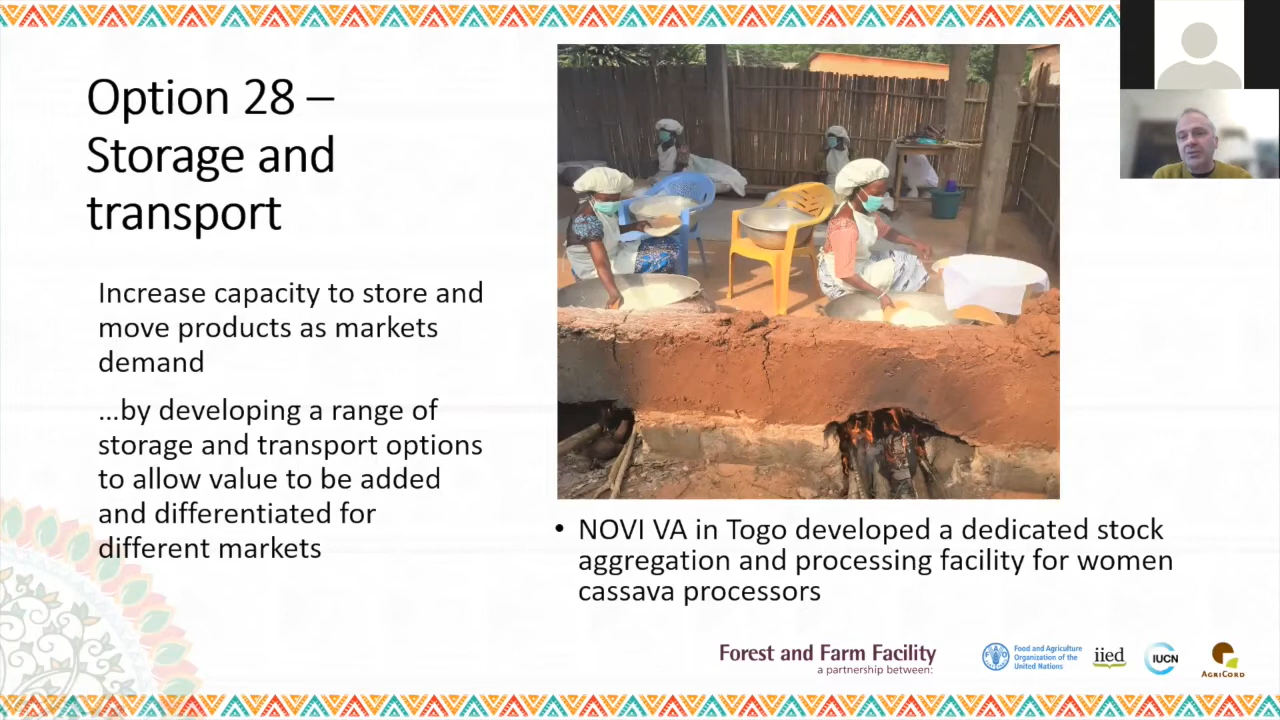 Option 28 –
Storage and
transport
Increase capacity to store and
move products as markets
demand
...by developing a range of
storage and transport options
to allow value to be added
and differentiated for
different markets
• NOVI VA in Togo developed a dedicated stock
aggregation and processing facility for women
cassava processors
Forest and Farm Facility
a partnership between:
Food and Agriculture
Organization of the
United Nations
iied
IUCN
AGRICORD